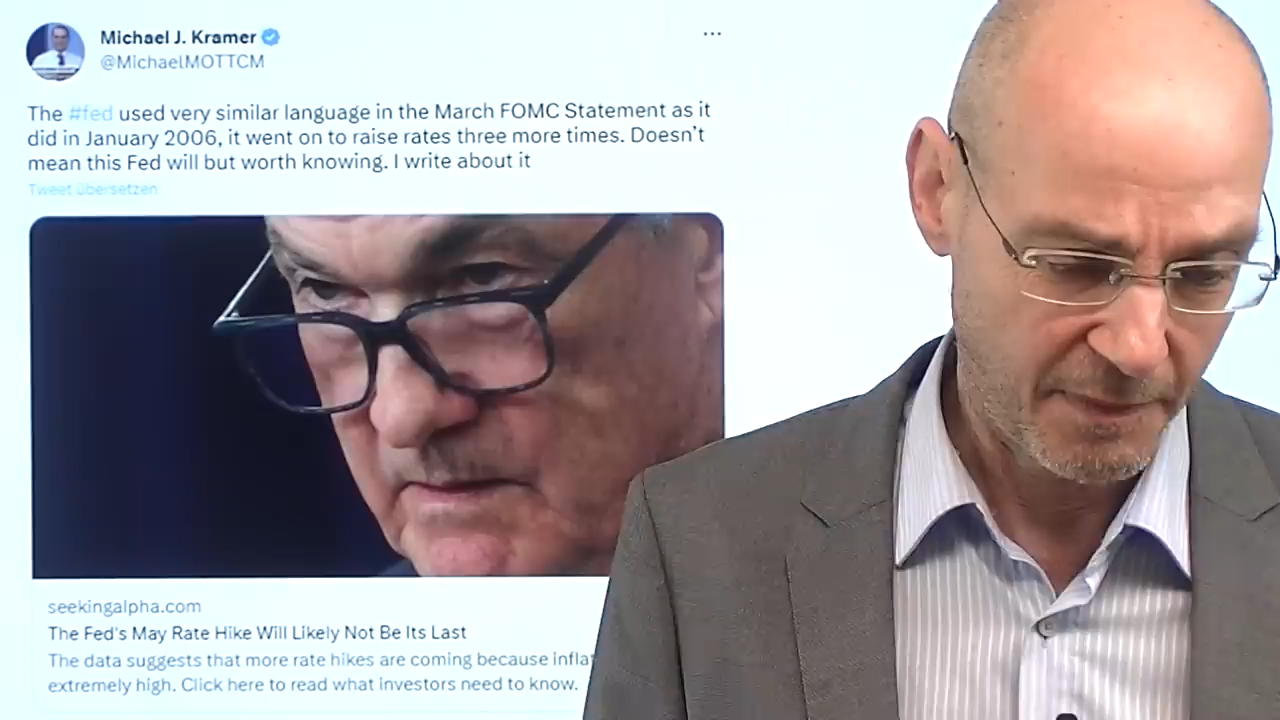 Michael J. Kramer
@MichaelMOTTCM
The #fed used very similar language in the March FOMC Statement as it
did in January 2006, it went on to raise rates three more times. Doesn't
mean this Fed will but worth knowing. I write about it
Tweet übersetzen
seekingalpha.com
The Fed's May Rate Hike Will Likely Not Be Its Last
The data suggests that more rate hikes are coming because
extremely high. Click here to read what investors need to know.